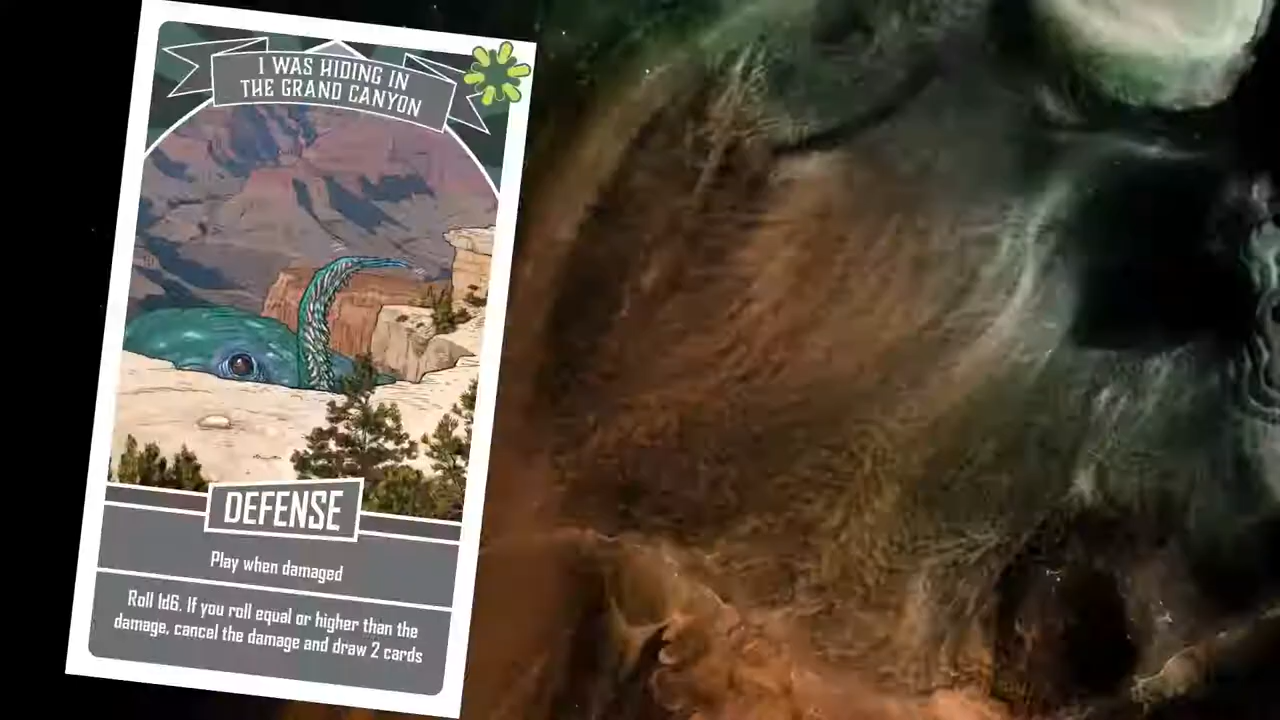 I WAS HIDING IN
THE GRAND CANYON
DEFENSE
Play when damaged
Roll 1d6. If you roll equal or higher than the
damage, cancel the damage and draw 2 cards